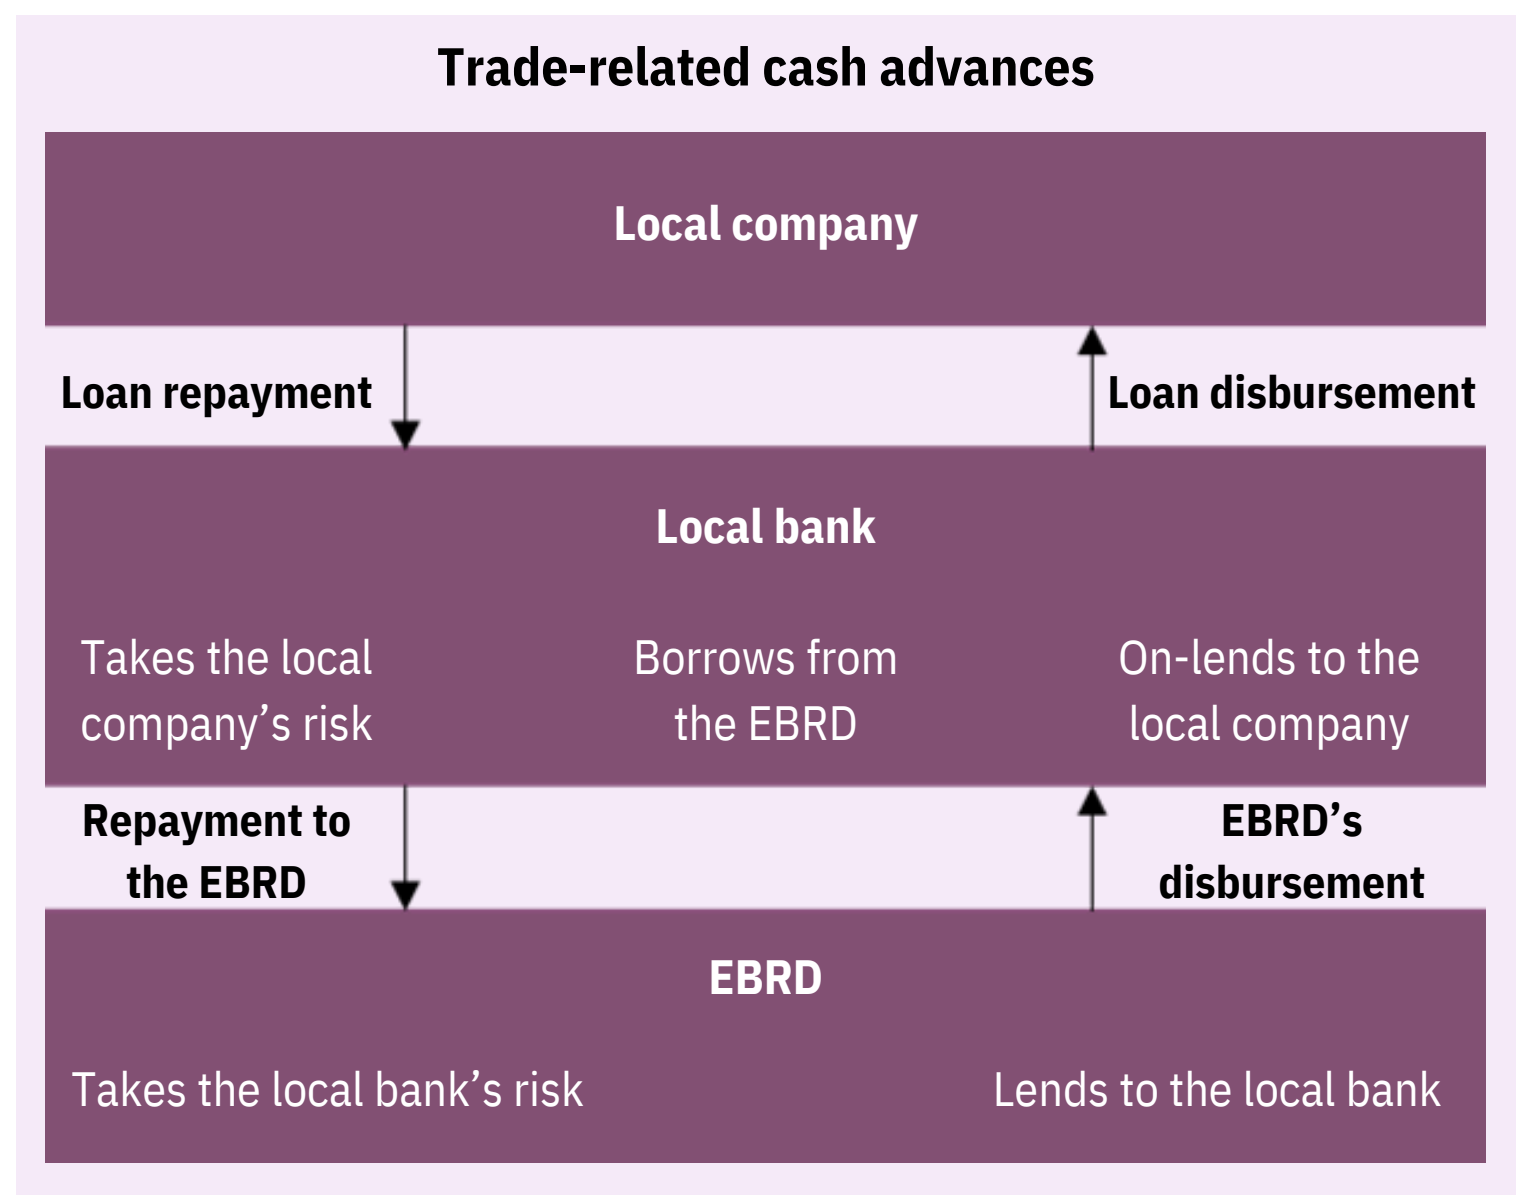 Trade-related cash advances
Local company
Loan repayment
Loan disbursement
Local bank
Takes the local
company’s risk
Borrows from
the EBRD
On-lends to the
local company
Repayment to
the EBRD
EBRD’s
disbursement
EBRD
Takes the local bank’s risk
Lends to the local bank